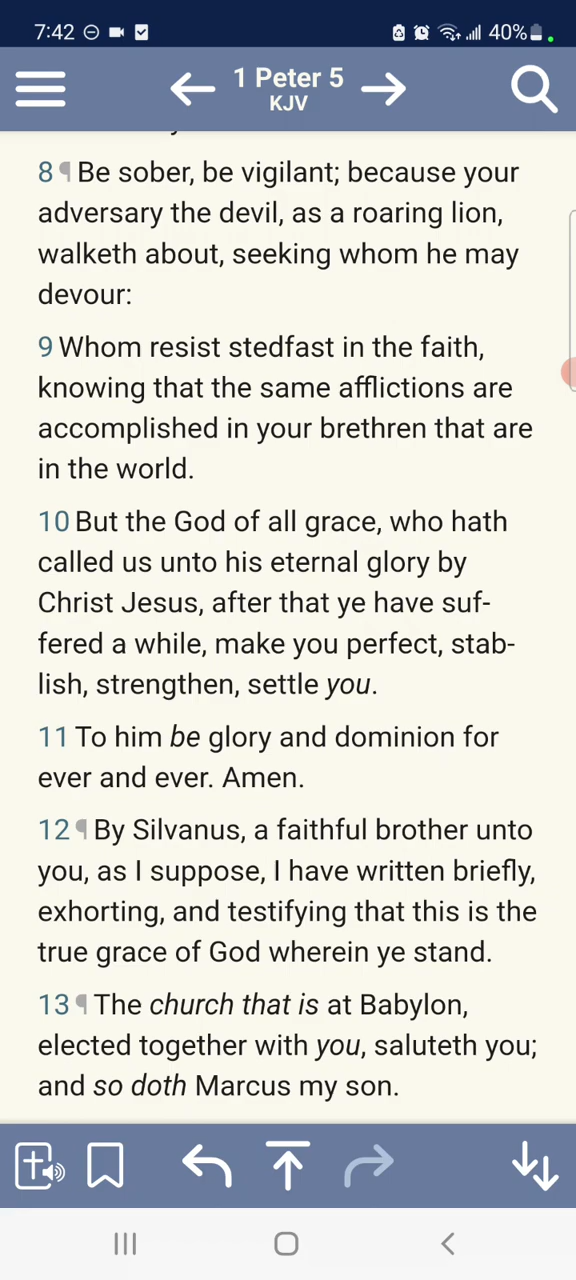 7:42
40%
1 Peter 5
KJV
8 ¶ Be sober, be vigilant; because your
adversary the devil, as a roaring lion,
walketh about, seeking whom he may
devour:
9 Whom resist stedfast in the faith,
knowing that the same afflictions are
accomplished in your brethren that are
in the world.
10 But the God of all grace, who hath
called us unto his eternal glory by
Christ Jesus, after that ye have suf-
fered a while, make you perfect, stab-
lish, strengthen, settle you.
11 To him be glory and dominion for
ever and ever. Amen.
12 ¶ By Silvanus, a faithful brother unto
you, as I suppose, I have written briefly,
exhorting, and testifying that this is the
true grace of God wherein ye stand.
13 ¶ The church that is at Babylon,
elected together with you, saluteth you;
and so doth Marcus my son.